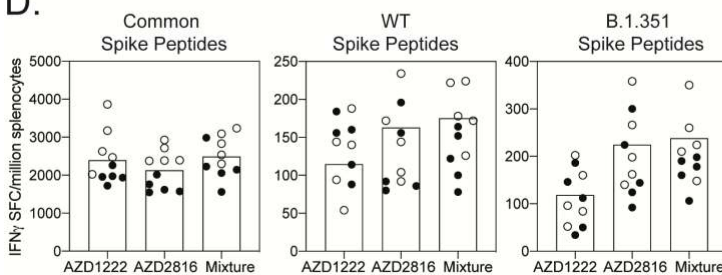 D.
Common
Spike Peptides
WT
Spike Peptides
B.1.351
Spike Peptides
IFNγ SFC/million splenocytes
5000
4000
3000
2000
1000
0
AZD1222 AZD2816 Mixture
250
200
150
100
50
0
AZD1222 AZD2816 Mixture
400
300
200
100
0
AZD1222 AZD2816 Mixture